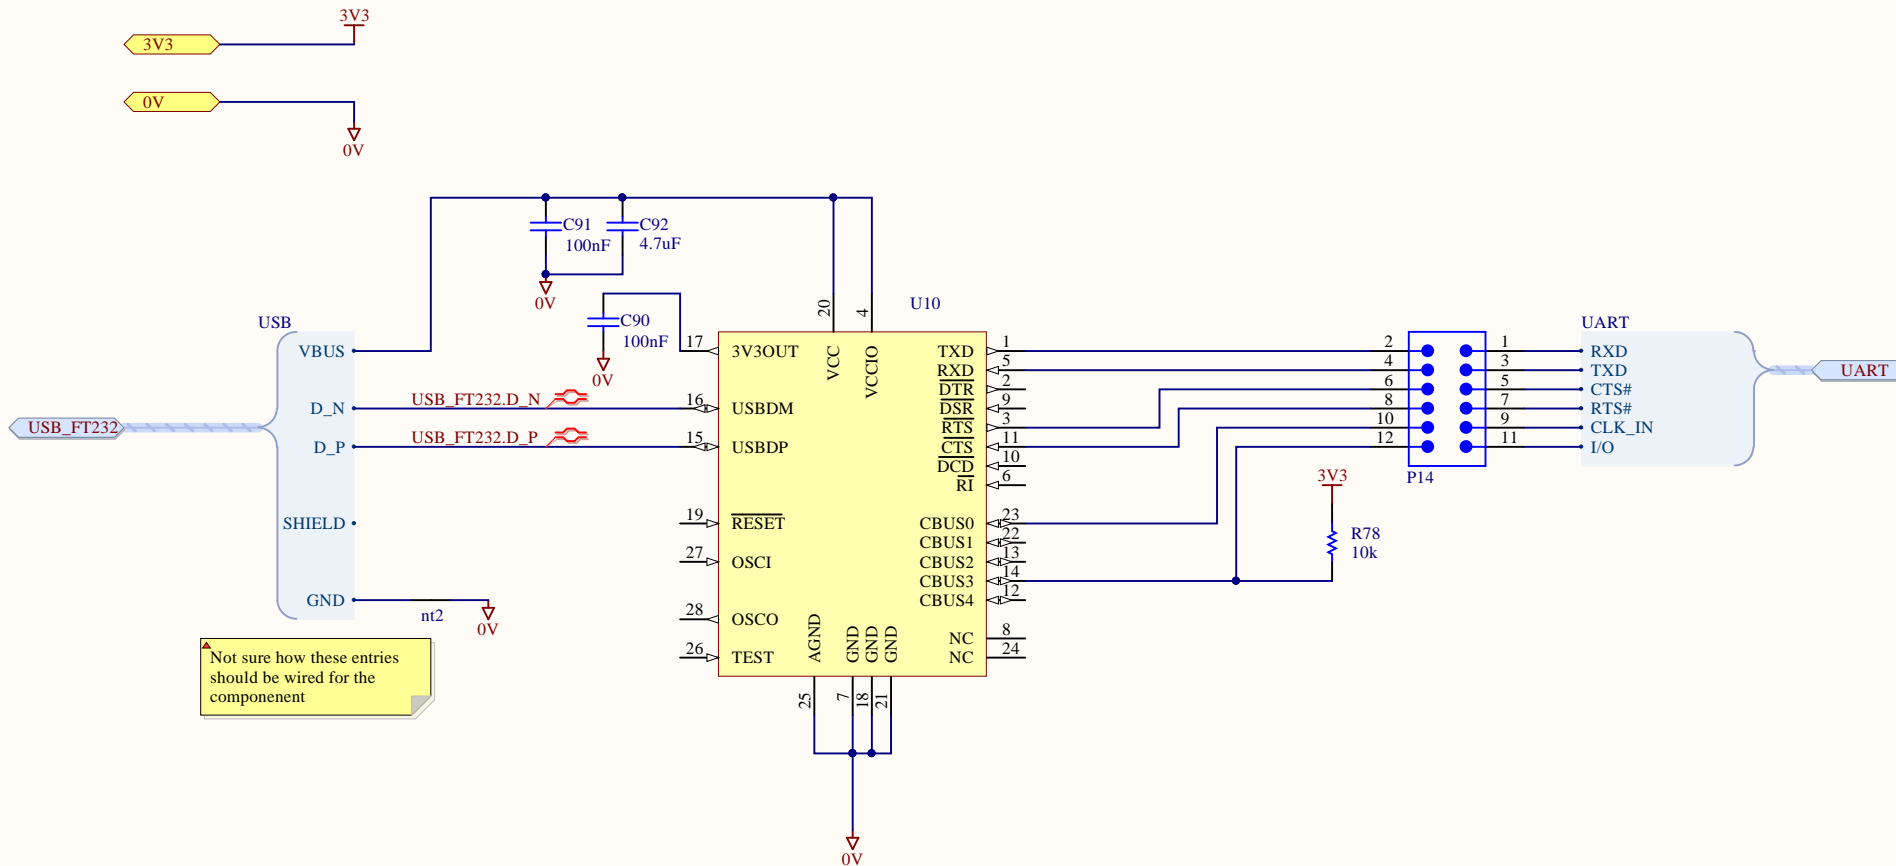 3V3
3V3
0V
0V
C91
100nF
C92
4.7uF
0V
C90
100nF
0V
U10
20
4
VCC
VCCIO
USB
VBUS
D_N
D_P
SHIELD
GND
USB_FT232
USB_FT232.D_N
USB_FT232.D_P
nt2
0V
Not sure how these entries
should be wired for the
componenent
17
3V3OUT
16
USBDM
15
USBDP
19
RESET
27
OSCI
28
OSCO
26
TEST
TXD
1
RXD
5
DTR
2
DSR
9
RTS
3
CTS
11
DCD
10
RI
6
CBUS0
23
CBUS1
22
CBUS2
13
CBUS3
14
CBUS4
12
NC
8
NC
24
AGND
GND
GND
GND
25
7
18
21
0V
3V3
R78
10k
2
4
6
8
10
12
1
3
5
7
9
11
P14
UART
RXD
TXD
CTS#
RTS#
CLK_IN
I/O
UART